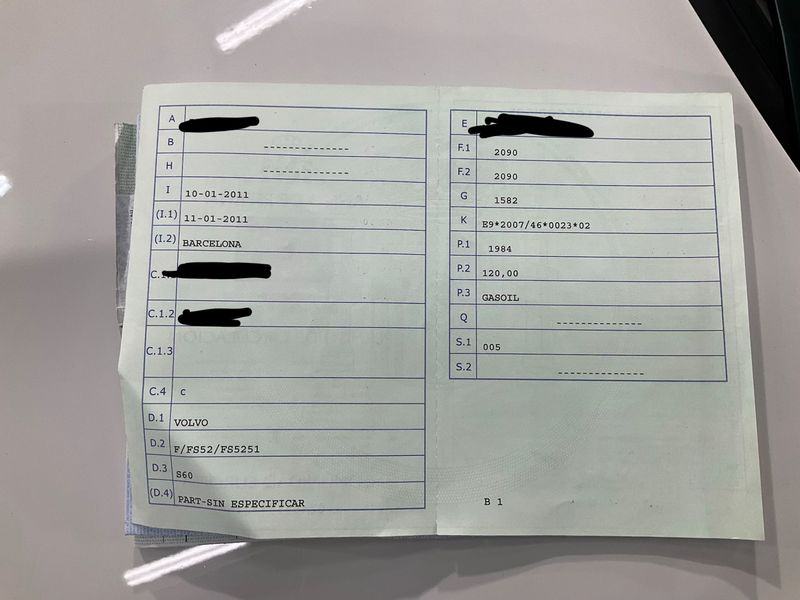 A
B --------------
H --------------
I 10-01-2011
(I.1) 11-01-2011
(I.2) BARCELONA
C.1.
C.1.2
C.1.3
C.4 c
D.1 VOLVO
D.2 F/FS52/FS5251
D.3 S60
(D.4) PART-SIN ESPECIFICAR
E
F.1 2090
F.2 2090
G 1582
K E9*2007/46*0023*02
P.1 1984
P.2 120,00
P.3 GASOIL
Q --------------
S.1 005
S.2 --------------
B 1